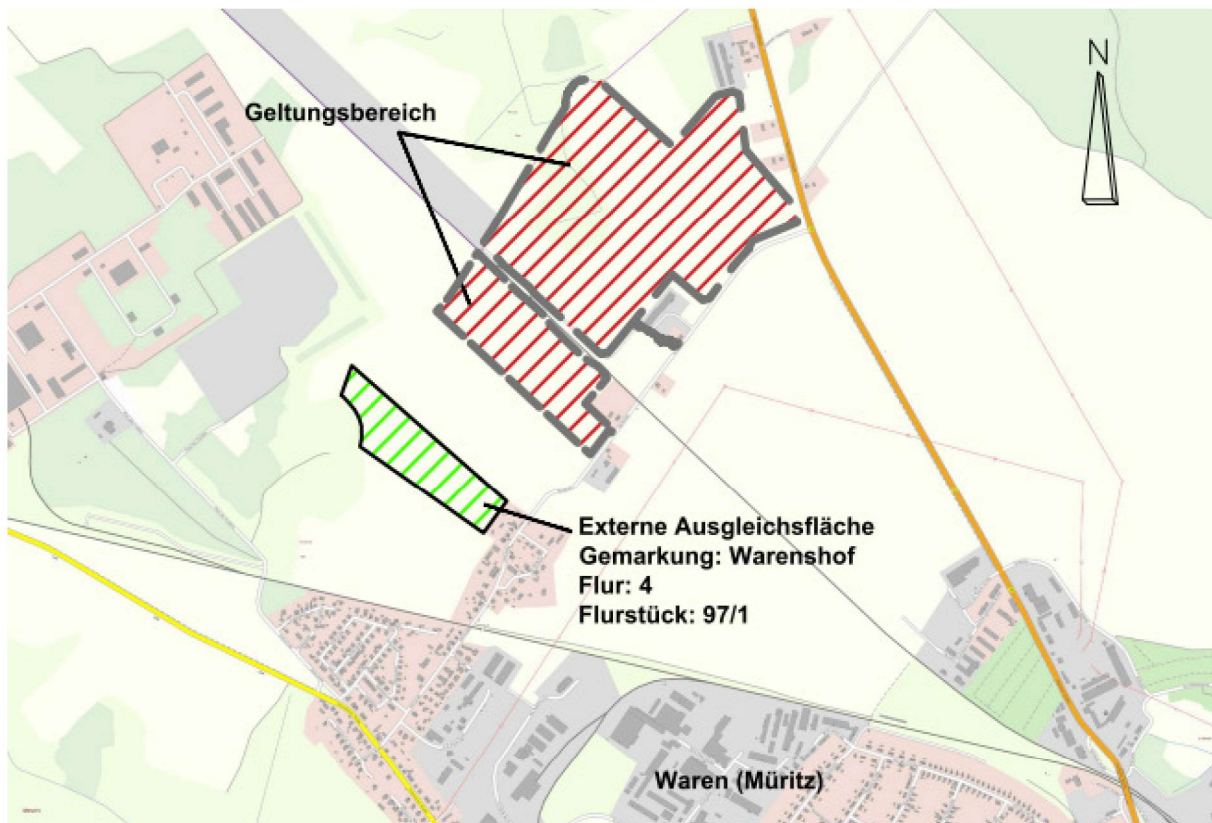 N
Geltungsbereich
Externe Ausgleichsfläche
Gemarkung: Warenshof
Flur: 4
Flurstück: 97/1
Waren (Müritz)